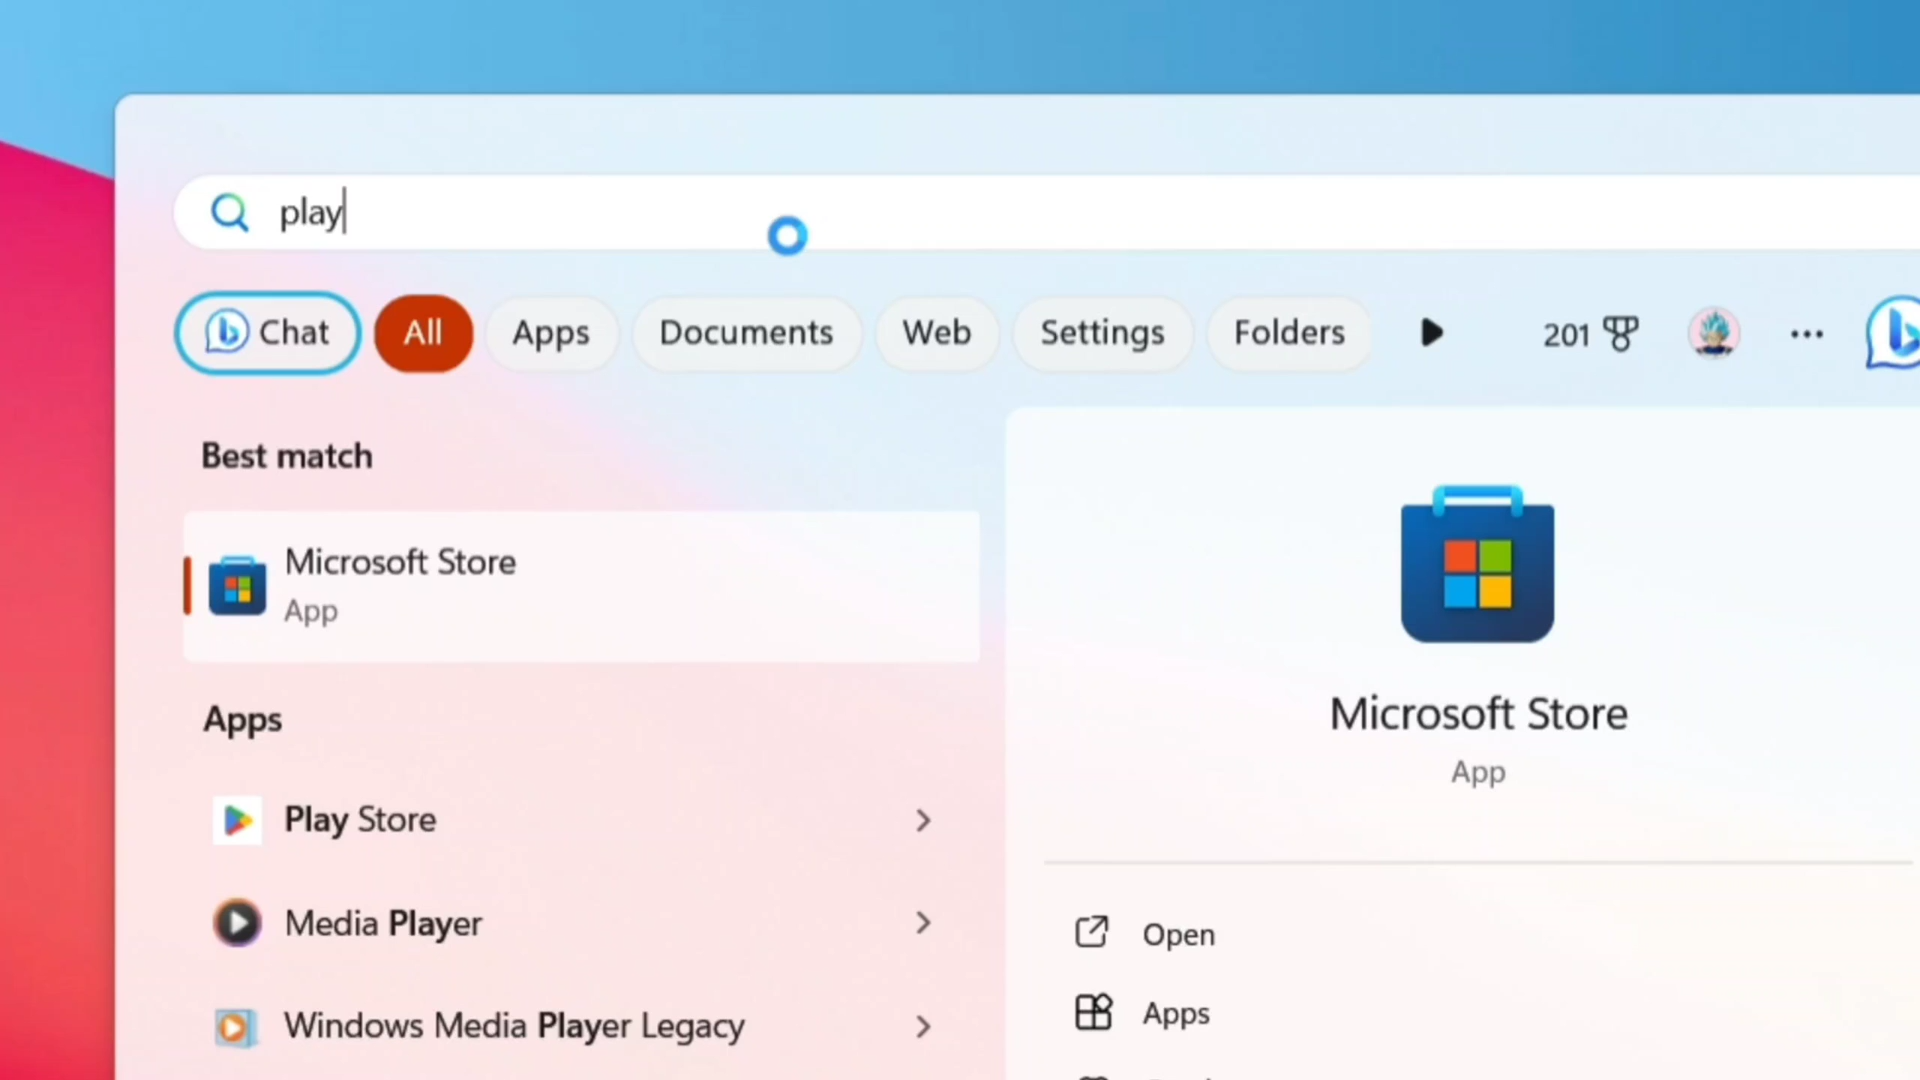 play
Chat
All
Apps
Documents
Web
Settings
Folders
201
Best match
Microsoft Store
App
Apps
Play Store
Media Player
Windows Media Player Legacy
Microsoft Store
App
Open
Apps